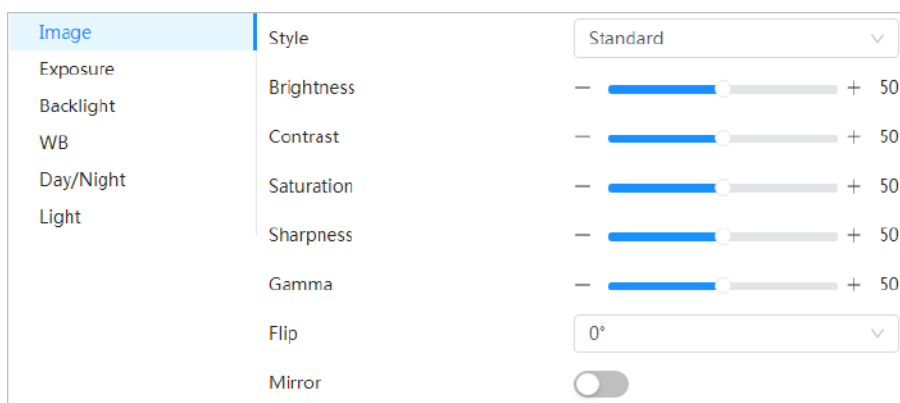 Image
Exposure
Backlight
WB
Day/Night
Light
Style Standard
Brightness − + 50
Contrast − + 50
Saturation − + 50
Sharpness − + 50
Gamma − + 50
Flip 0°
Mirror